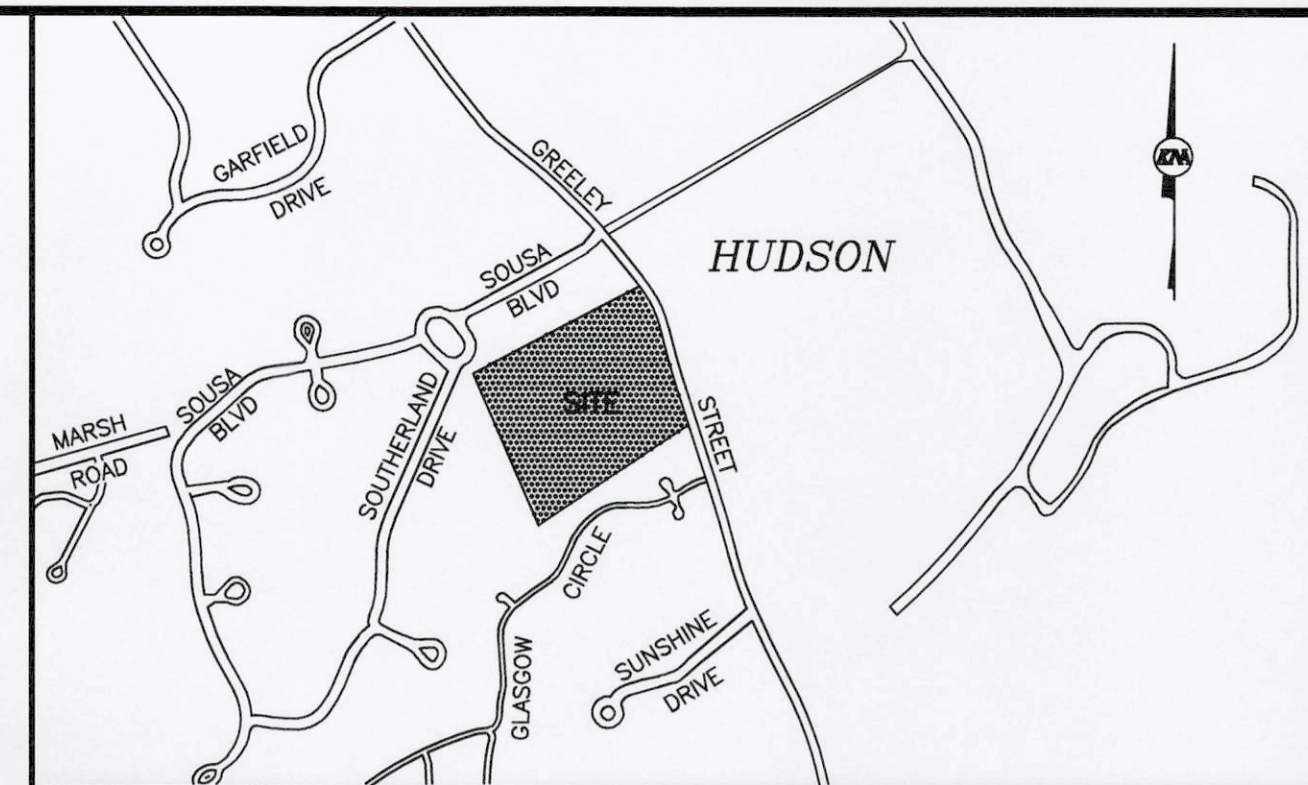 GARFIELD
DRIVE
GREELEY
HUDSON
SOUSA
BLVD
SOUSA
BLVD
MARSH
ROAD
SOUTHERLAND
DRIVE
SITE
STREET
CIRCLE
GLASGOW
SUNSHINE
DRIVE